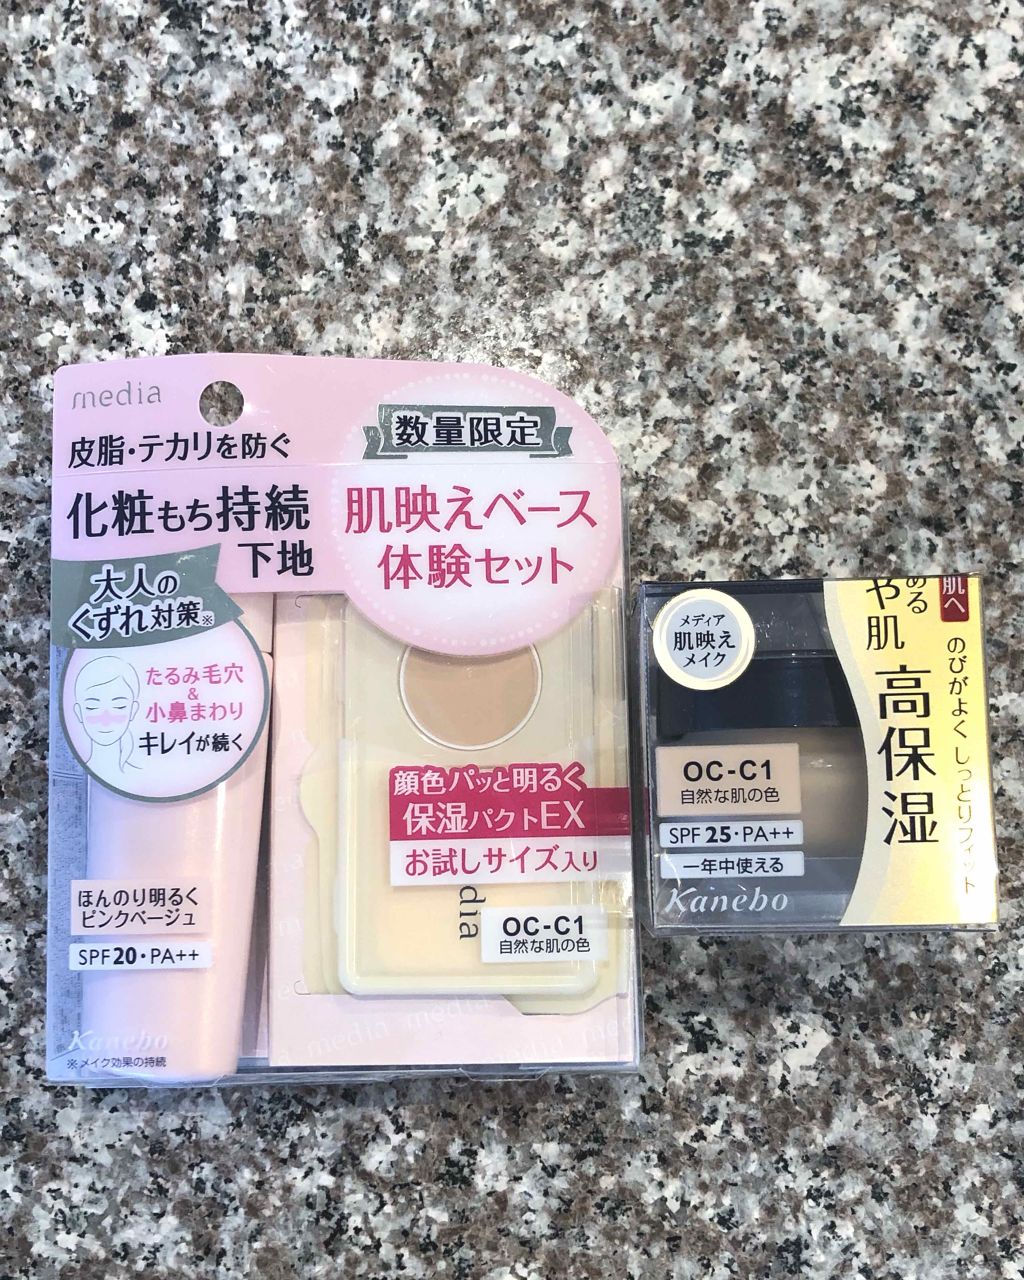 media
皮脂・テカリを防ぐ
化粧もち持続
下地
数量限定
肌映えベース
体験セット
大人の
くずれ対策※
たるみ毛穴
&
小鼻まわり
キレイが続く
顔色パッと明るく
保湿パクトEX
お試しサイズ入り
dia
OC-C1
自然な肌の色
ほんのり明るく
ピンクベージュ
SPF20・PA++
Kanebo
※メイク効果の持続
media media media
メディア
肌映え
メイク
肌へ
ある
や肌
高保湿
のびがよくしっとりフィット
OC-C1
自然な肌の色
SPF25・PA++
一年中使える
Kanebo